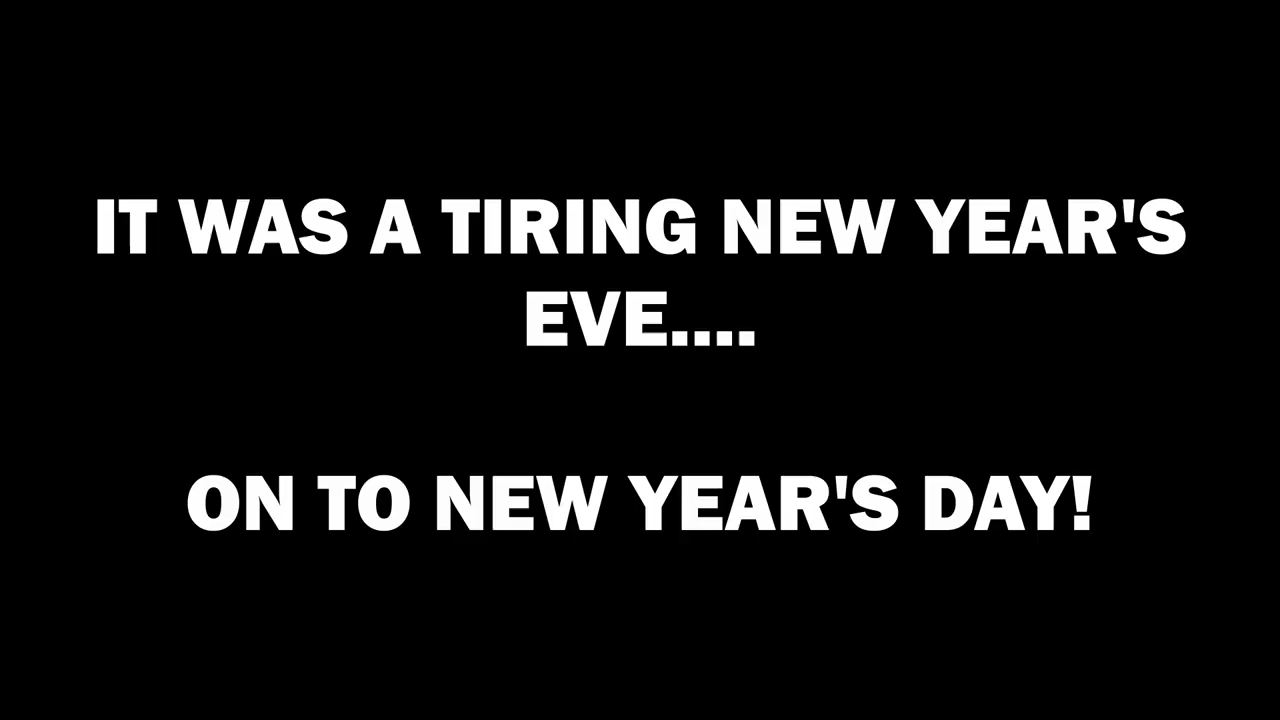 IT WAS A TIRING NEW YEAR'S
EVE....
ON TO NEW YEAR'S DAY!